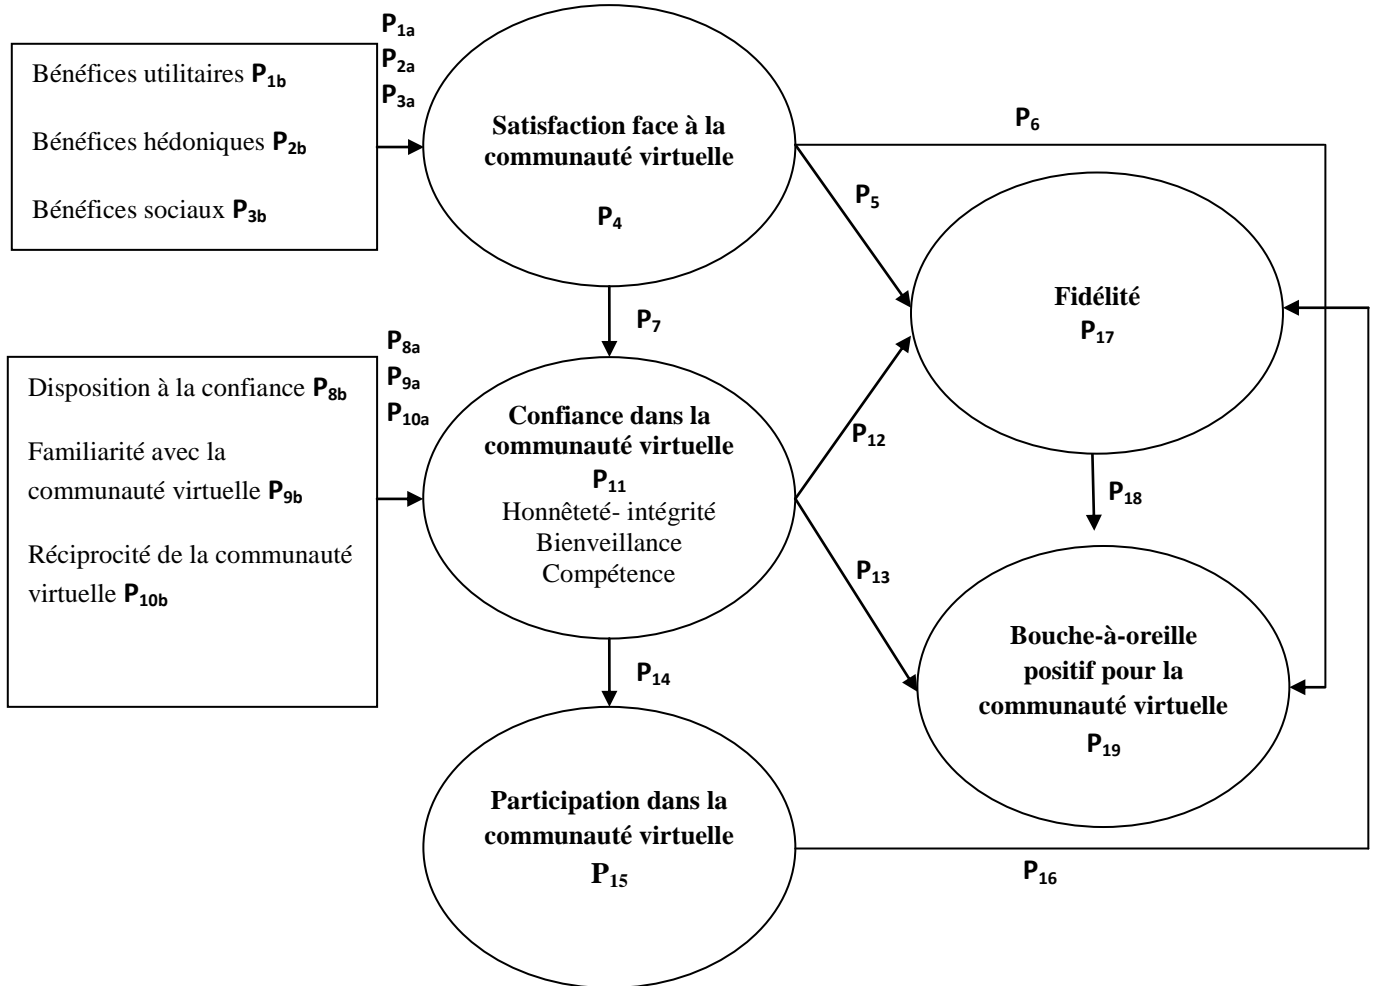 P1a
P2a
P3a
Bénéfices utilitaires P1b
Bénéfices hédoniques P2b
Bénéfices sociaux P3b
Satisfaction face à la
communauté virtuelle
P4
P6
P5
Fidélité
P17
P7
P8a
P9a
P10a
Disposition à la confiance P8b
Familiarité avec la
communauté virtuelle P9b
Réciprocité de la communauté
virtuelle P10b
Confiance dans la
communauté virtuelle
P11
Honnêteté- intégrité
Bienveillance
Compétence
P12
P18
P13
Bouche-à-oreille
positif pour la
communauté virtuelle
P19
P14
Participation dans la
communauté virtuelle
P15
P16